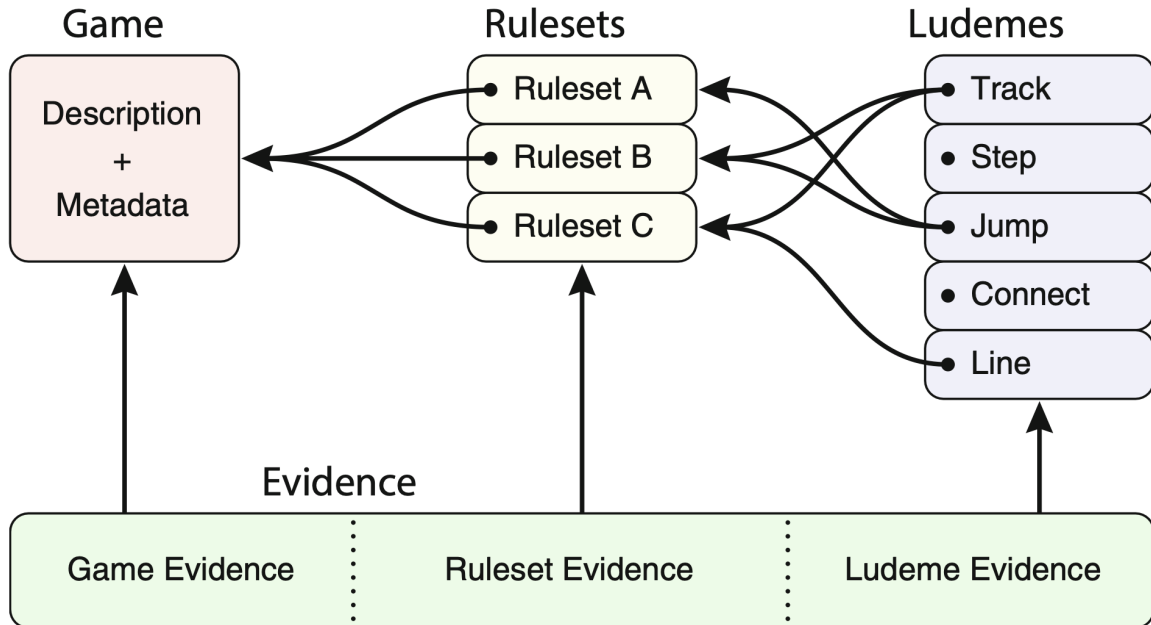 Game
Rulesets
Ludemes
Description
+
Metadata
Ruleset A
Ruleset B
Ruleset C
Track
Step
Jump
Connect
Line
Evidence
Game Evidence
Ruleset Evidence
Ludeme Evidence